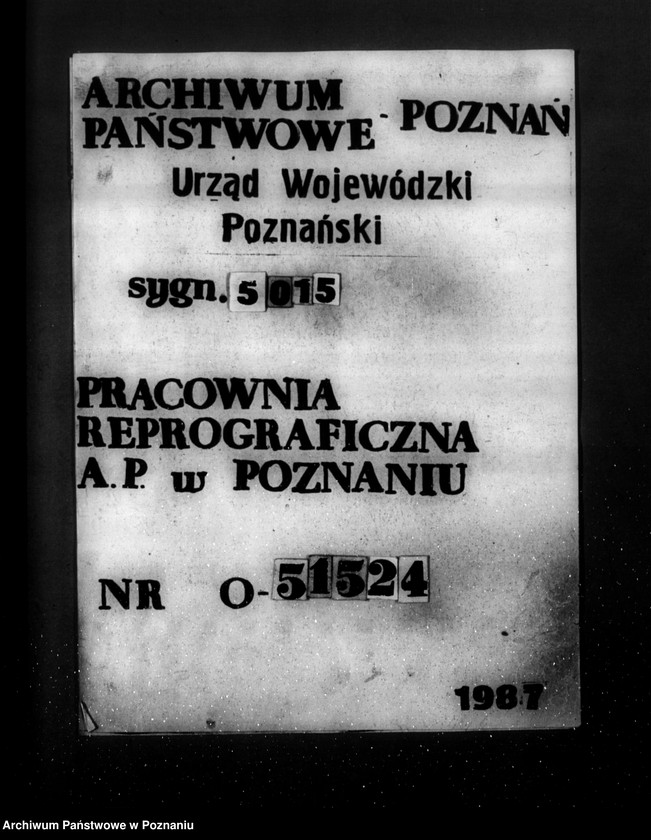 ARCHIWUM
PAŃSTWOWE - POZNAŃ
Urząd Wojewódzki
Poznański
sygn. 5015
PRACOWNIA
REPROGRAFICZNA
A.P. w POZNANIU
NR O-51524
1987
Archiwum Państwowe w Poznaniu